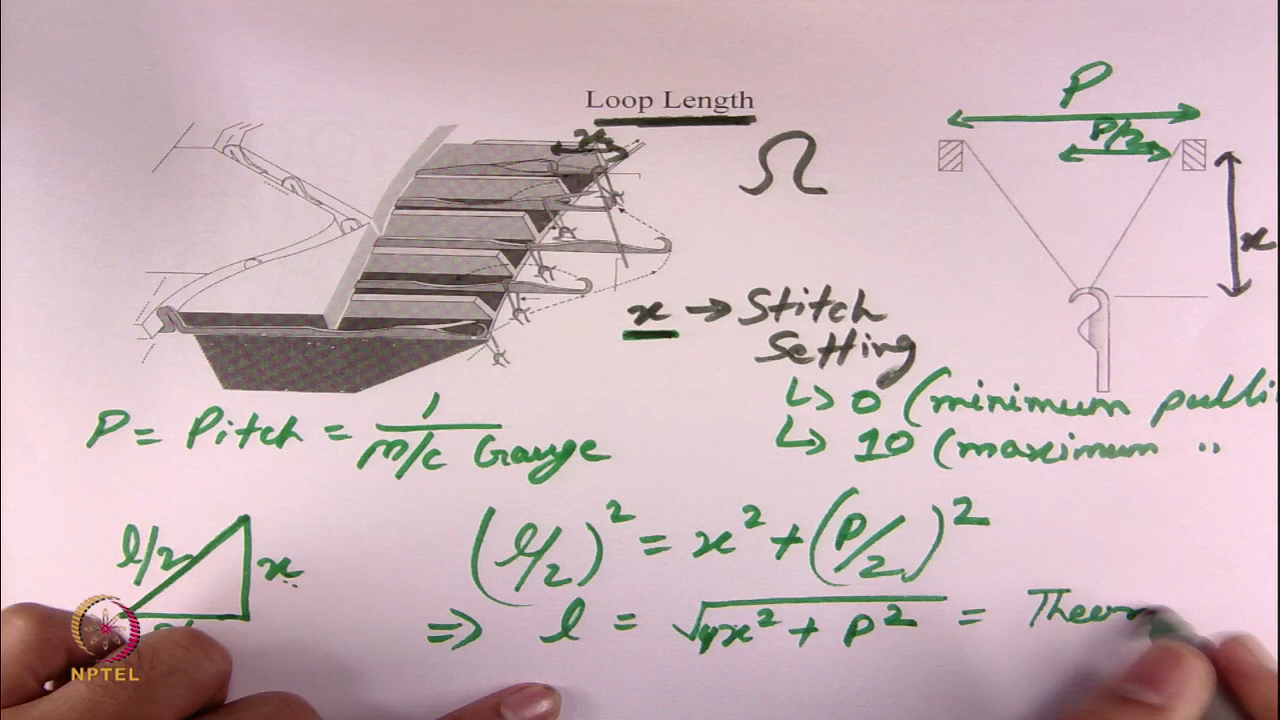 Loop Length
P
P/2
x
Ω
x
x → Stitch
Setting
↳ 0 (minimum pulli
↳ 10 (maximum "
P = Pitch = 1 / m/c Gauge
l/2
x
(l/2)² = x² + (P/2)²
⇒ l = √4x² + P² = Theor
NPTEL